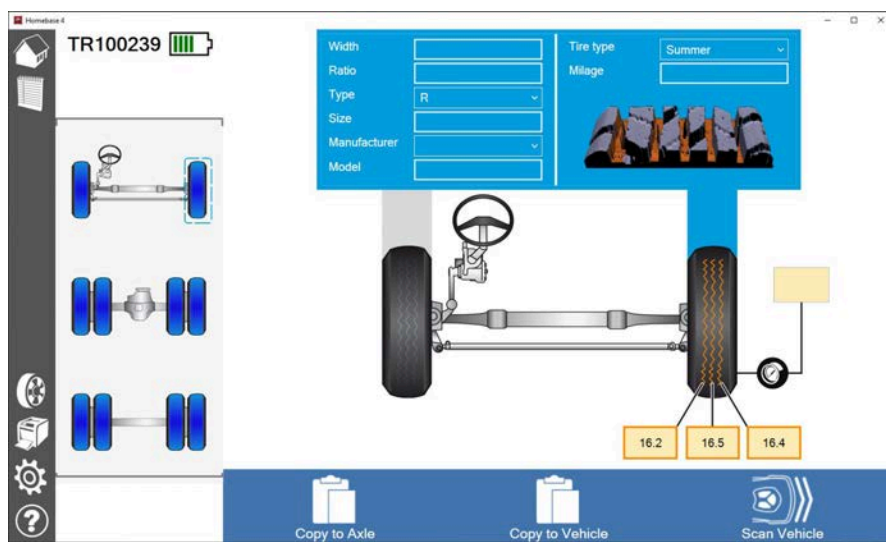 Homebase 4
TR100239
Width
Ratio
Type
R
Size
Manufacturer
Model
Tire type
Summer
Milage
16.2
16.5
16.4
Copy to Axle
Copy to Vehicle
Scan Vehicle
?